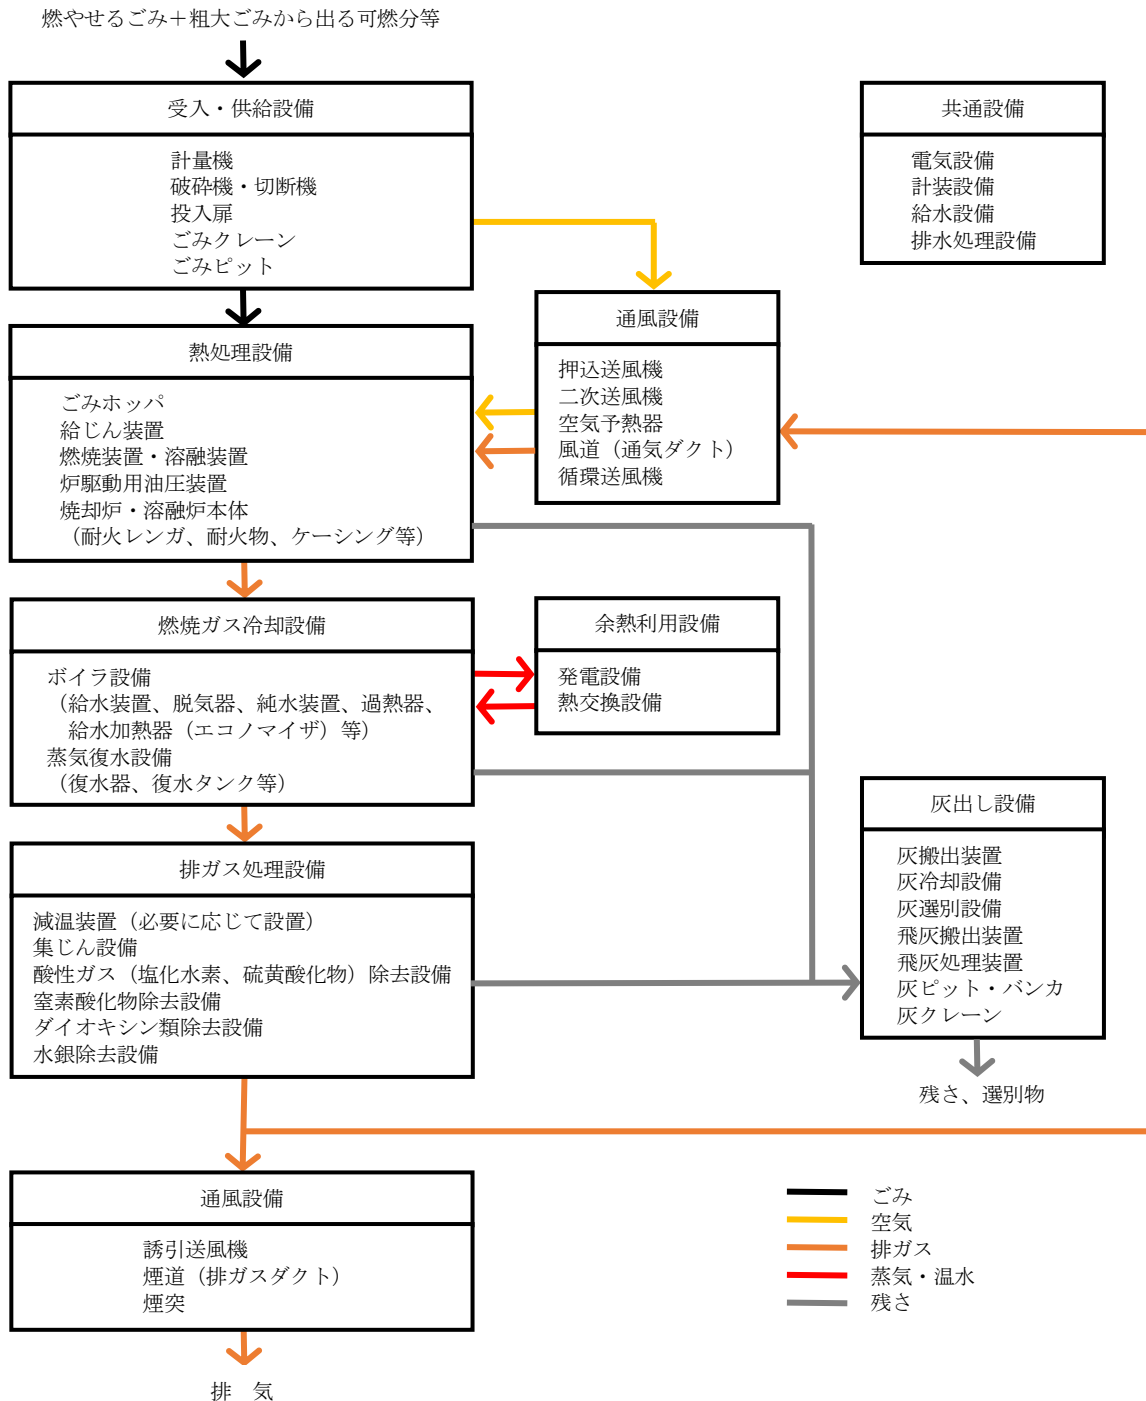 燃やせるごみ＋粗大ごみから出る可燃分等
受入・供給設備
計量機
破砕機・切断機
投入扉
ごみクレーン
ごみピット
共通設備
電気設備
計装設備
給水設備
排水処理設備
通風設備
押込送風機
二次送風機
空気予熱器
風道（通気ダクト）
循環送風機
熱処理設備
ごみホッパ
給じん装置
燃焼装置・溶融装置
炉駆動用油圧装置
焼却炉・溶融炉本体
（耐火レンガ、耐火物、ケーシング等）
燃焼ガス冷却設備
ボイラ設備
（給水装置、脱気器、純水装置、過熱器、
給水加熱器（エコノマイザ）等）
蒸気復水設備
（復水器、復水タンク等）
余熱利用設備
発電設備
熱交換設備
灰出し設備
灰搬出装置
灰冷却設備
灰選別設備
飛灰搬出装置
飛灰処理装置
灰ピット・バンカ
灰クレーン
残さ、選別物
排ガス処理設備
減温装置（必要に応じて設置）
集じん設備
酸性ガス（塩化水素、硫黄酸化物）除去設備
窒素酸化物除去設備
ダイオキシン類除去設備
水銀除去設備
通風設備
誘引送風機
煙道（排ガスダクト）
煙突
排　気
ごみ
空気
排ガス
蒸気・温水
残さ